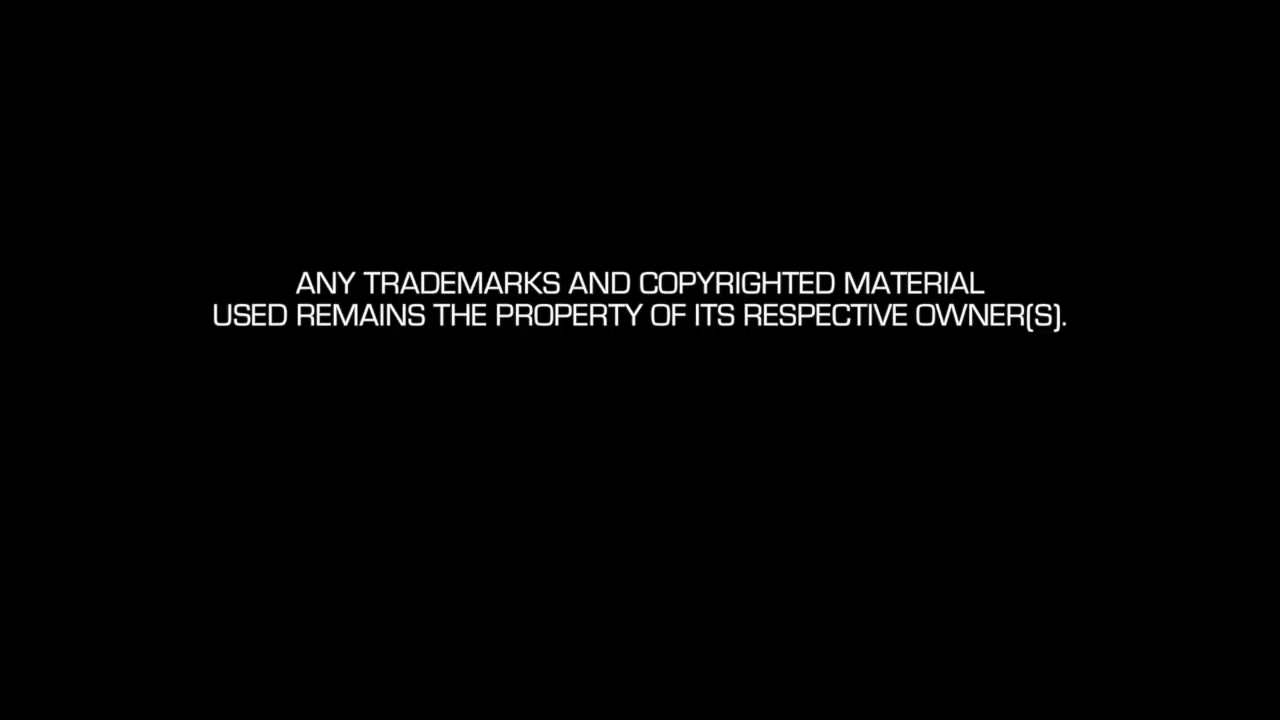 ANY TRADEMARKS AND COPYRIGHTED MATERIAL
USED REMAINS THE PROPERTY OF ITS RESPECTIVE OWNER(S).